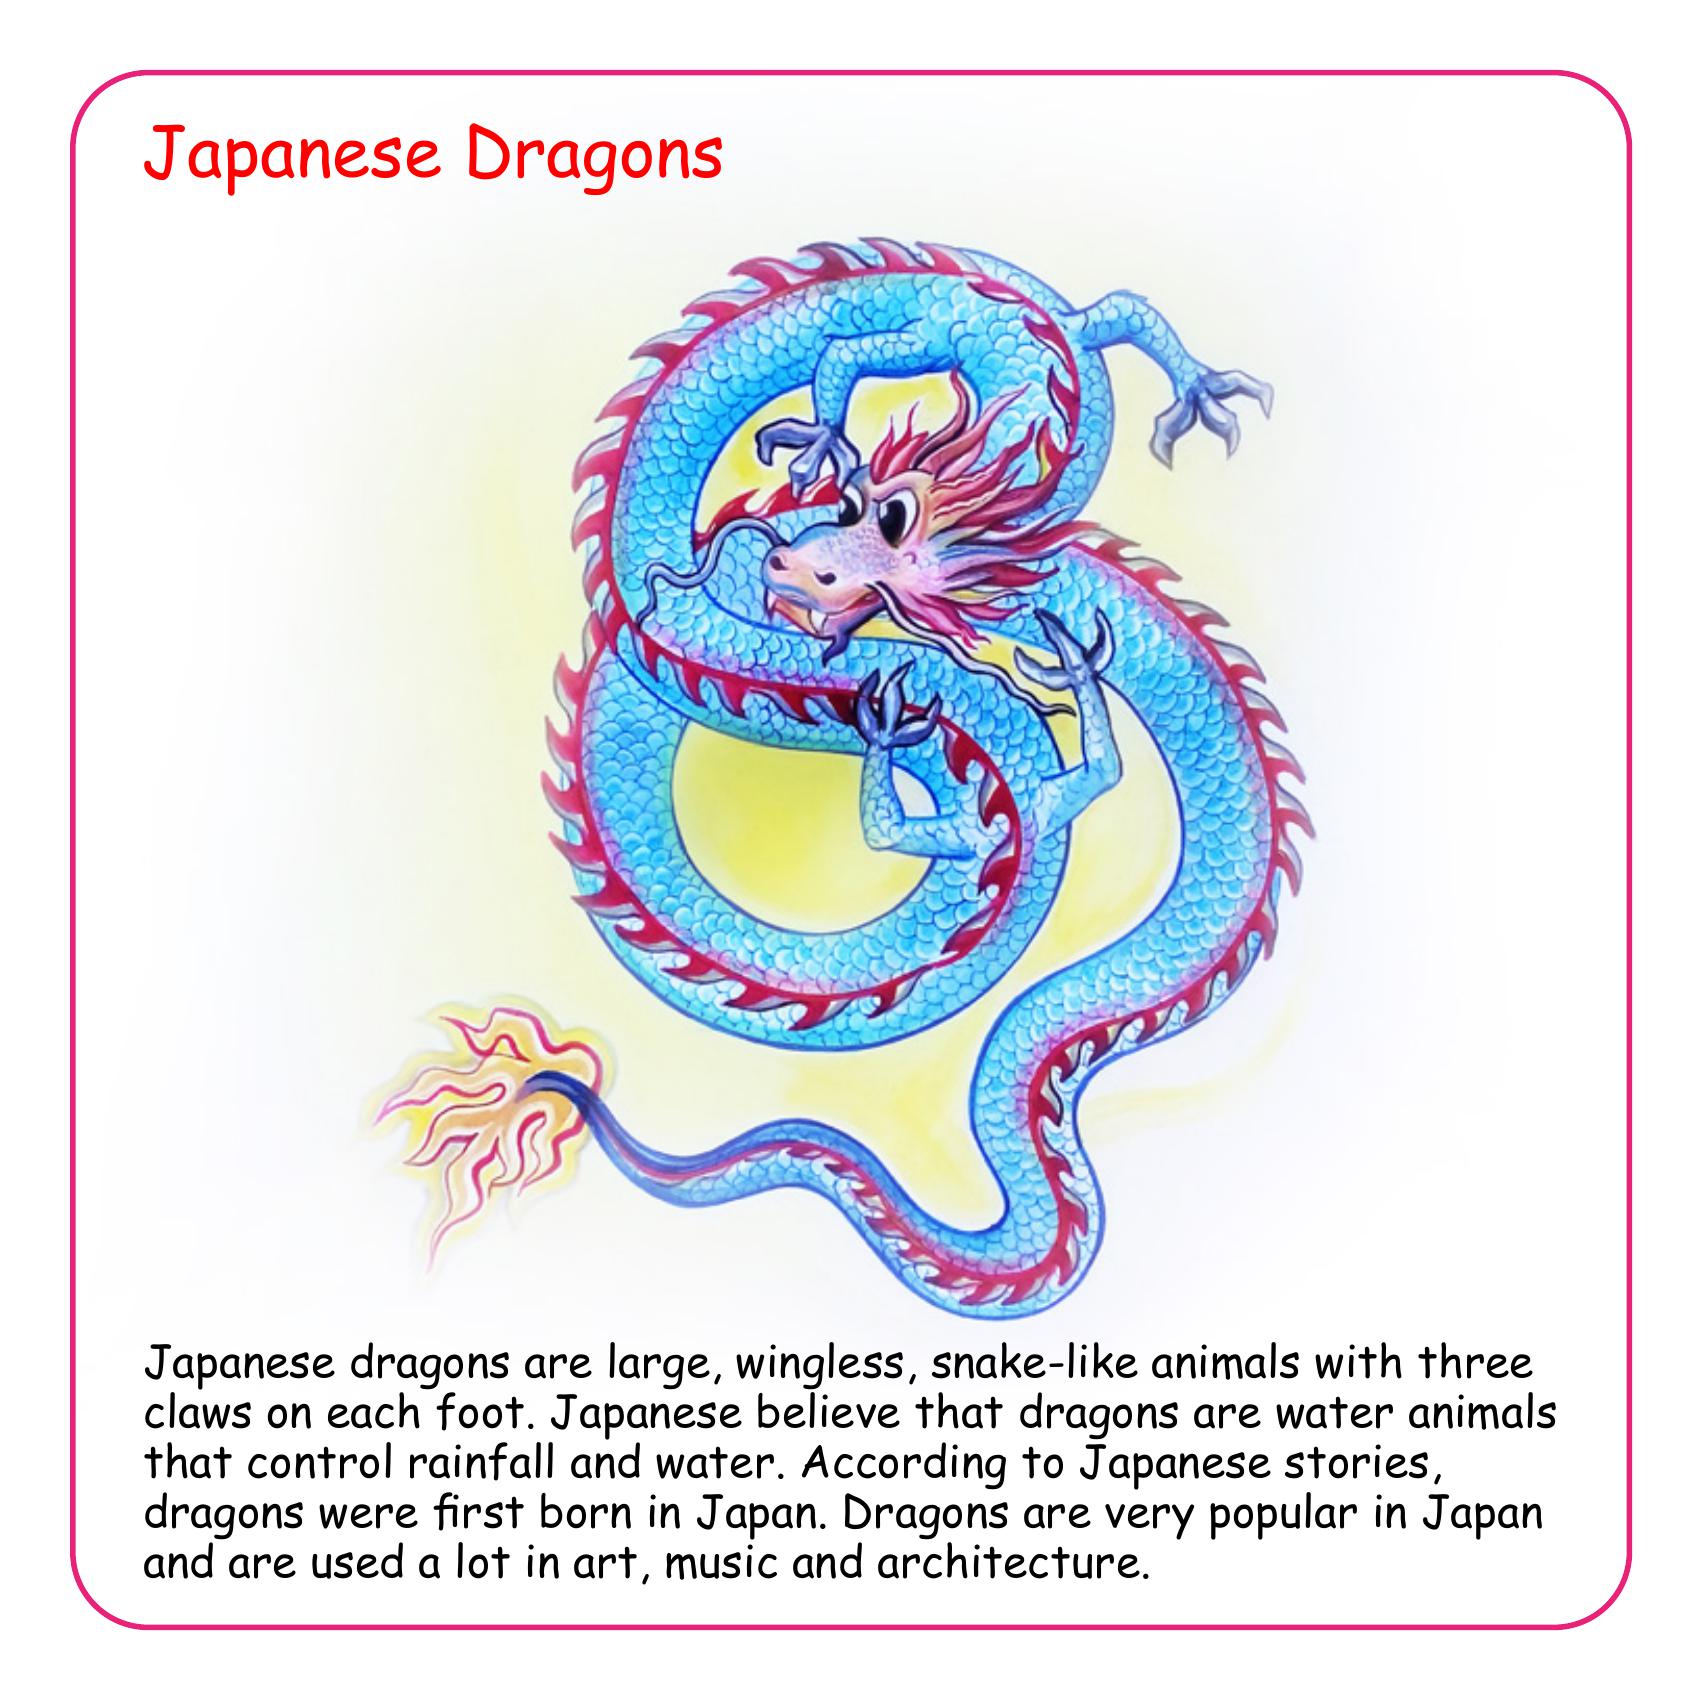 Japanese Dragons
Japanese dragons are large, wingless, snake-like animals with three
claws on each foot. Japanese believe that dragons are water animals
that control rainfall and water. According to Japanese stories,
dragons were first born in Japan. Dragons are very popular in Japan
and are used a lot in art, music and architecture.